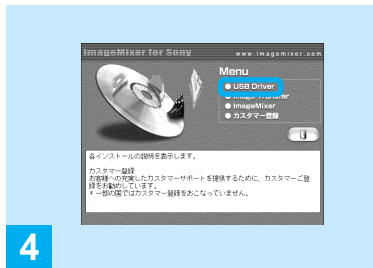 ImageMixer for Sony
www.imagemixer.com
Menu
USB Driver
Image Transfer
ImageMixer
カスタマー登録
各インストールの説明を表示します。
カスタマー登録
お客様への充実したカスタマーサポートを提供するために、カスタマーご登
録をお勧めしています。
* 一部の国ではカスタマー登録をおこなっていません。
4